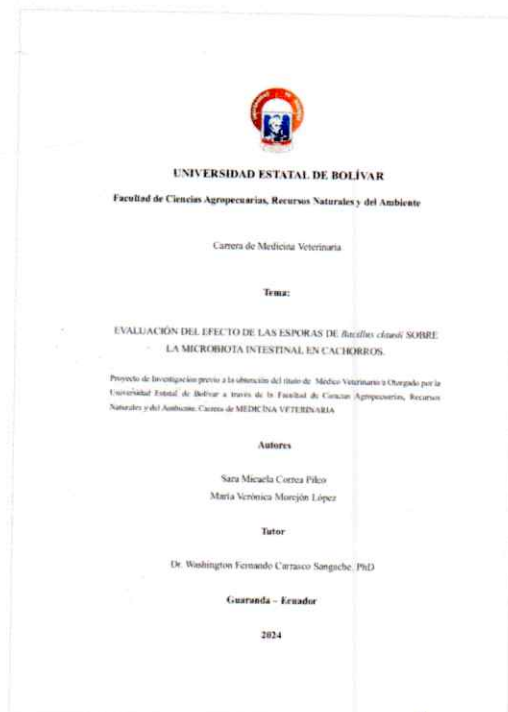 UNIVERSIDAD ESTATAL DE BOLÍVAR
Facultad de Ciencias Agropecuarias, Recursos Naturales y del Ambiente
Carrera de Medicina Veterinaria
Tema:
EVALUACIÓN DEL EFECTO DE LAS ESPORAS DE Bacillus clausii SOBRE
LA MICROBIOTA INTESTINAL EN CACHORROS.
Proyecto de Investigación previo a la obtención del título de Médico Veterinario a Otorgado por la
Universidad Estatal de Bolívar a través de la Facultad de Ciencias Agropecuarias, Recursos
Naturales y del Ambiente. Carrera de MEDICINA VETERINARIA
Autores
Sara Micaela Correa Pilco
María Verónica Morejón López
Tutor
Dr. Washington Fernando Carrasco Sangache. PhD
Guaranda – Ecuador
2024